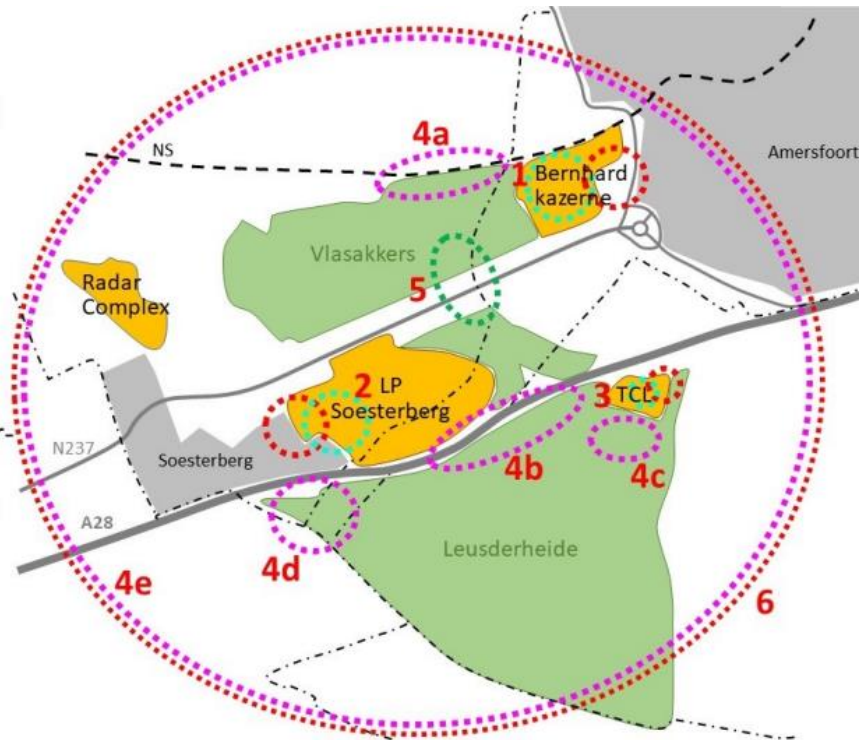 4a
NS
1
Bernhard
kazerne
Amersfoort
Vlasakkers
Radar
Complex
5
2
LP
Soesterberg
3
TCL
N237
Soesterberg
4b
4c
A28
4d
Leusderheide
4e
6